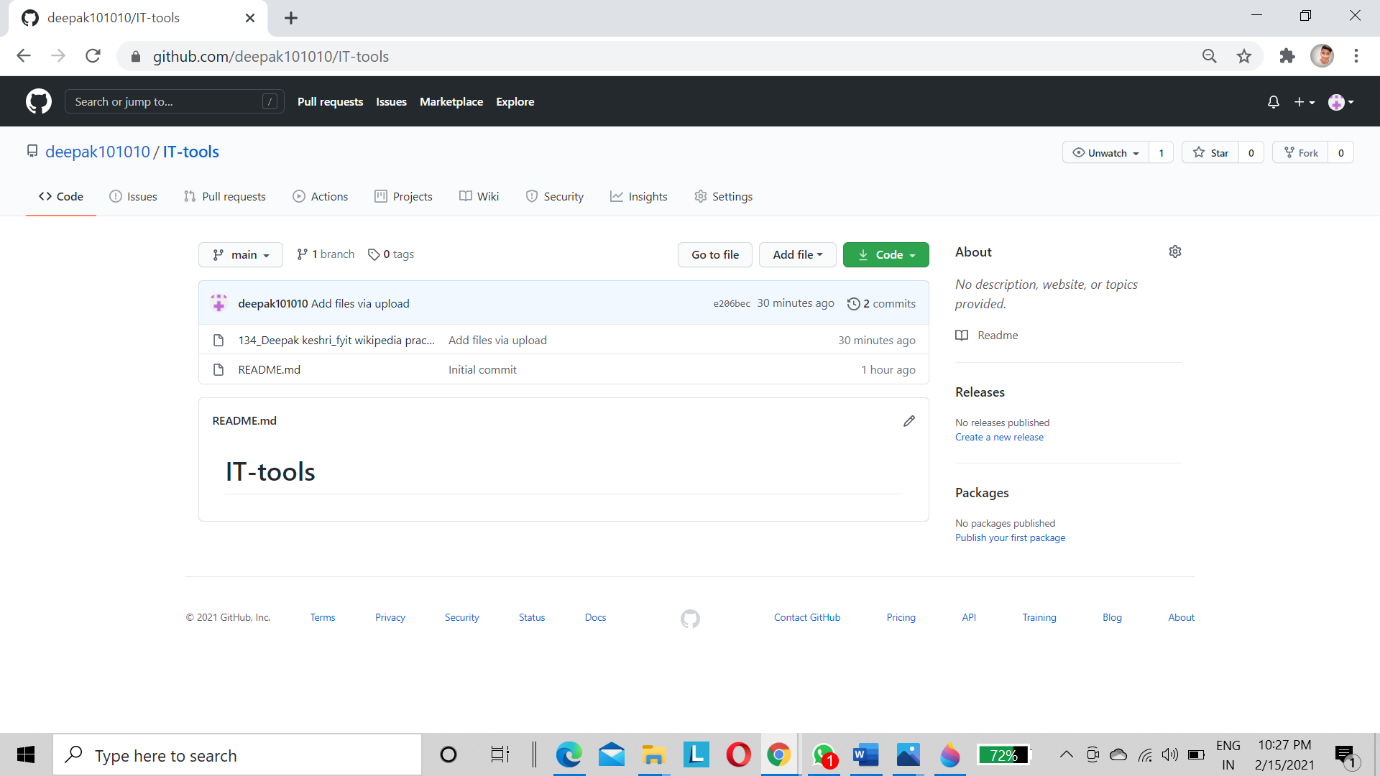 deepak101010/IT-tools
github.com/deepak101010/IT-tools
Search or jump to... / Pull requests Issues Marketplace Explore
deepak101010 / IT-tools Unwatch 1 Star 0 Fork 0
Code Issues Pull requests Actions Projects Wiki Security Insights Settings
main 1 branch 0 tags Go to file Add file Code
deepak101010 Add files via upload e206bec 30 minutes ago 2 commits
134_Deepak keshri_fyit wikipedia prac... Add files via upload 30 minutes ago
README.md Initial commit 1 hour ago
README.md
IT-tools
About
No description, website, or topics
provided.
Readme
Releases
No releases published
Create a new release
Packages
No packages published
Publish your first package
© 2021 GitHub, Inc. Terms Privacy Security Status Docs Contact GitHub Pricing API Training Blog About
Type here to search L W 1 72% ENG 10:27 PM
IN 2/15/2021 1